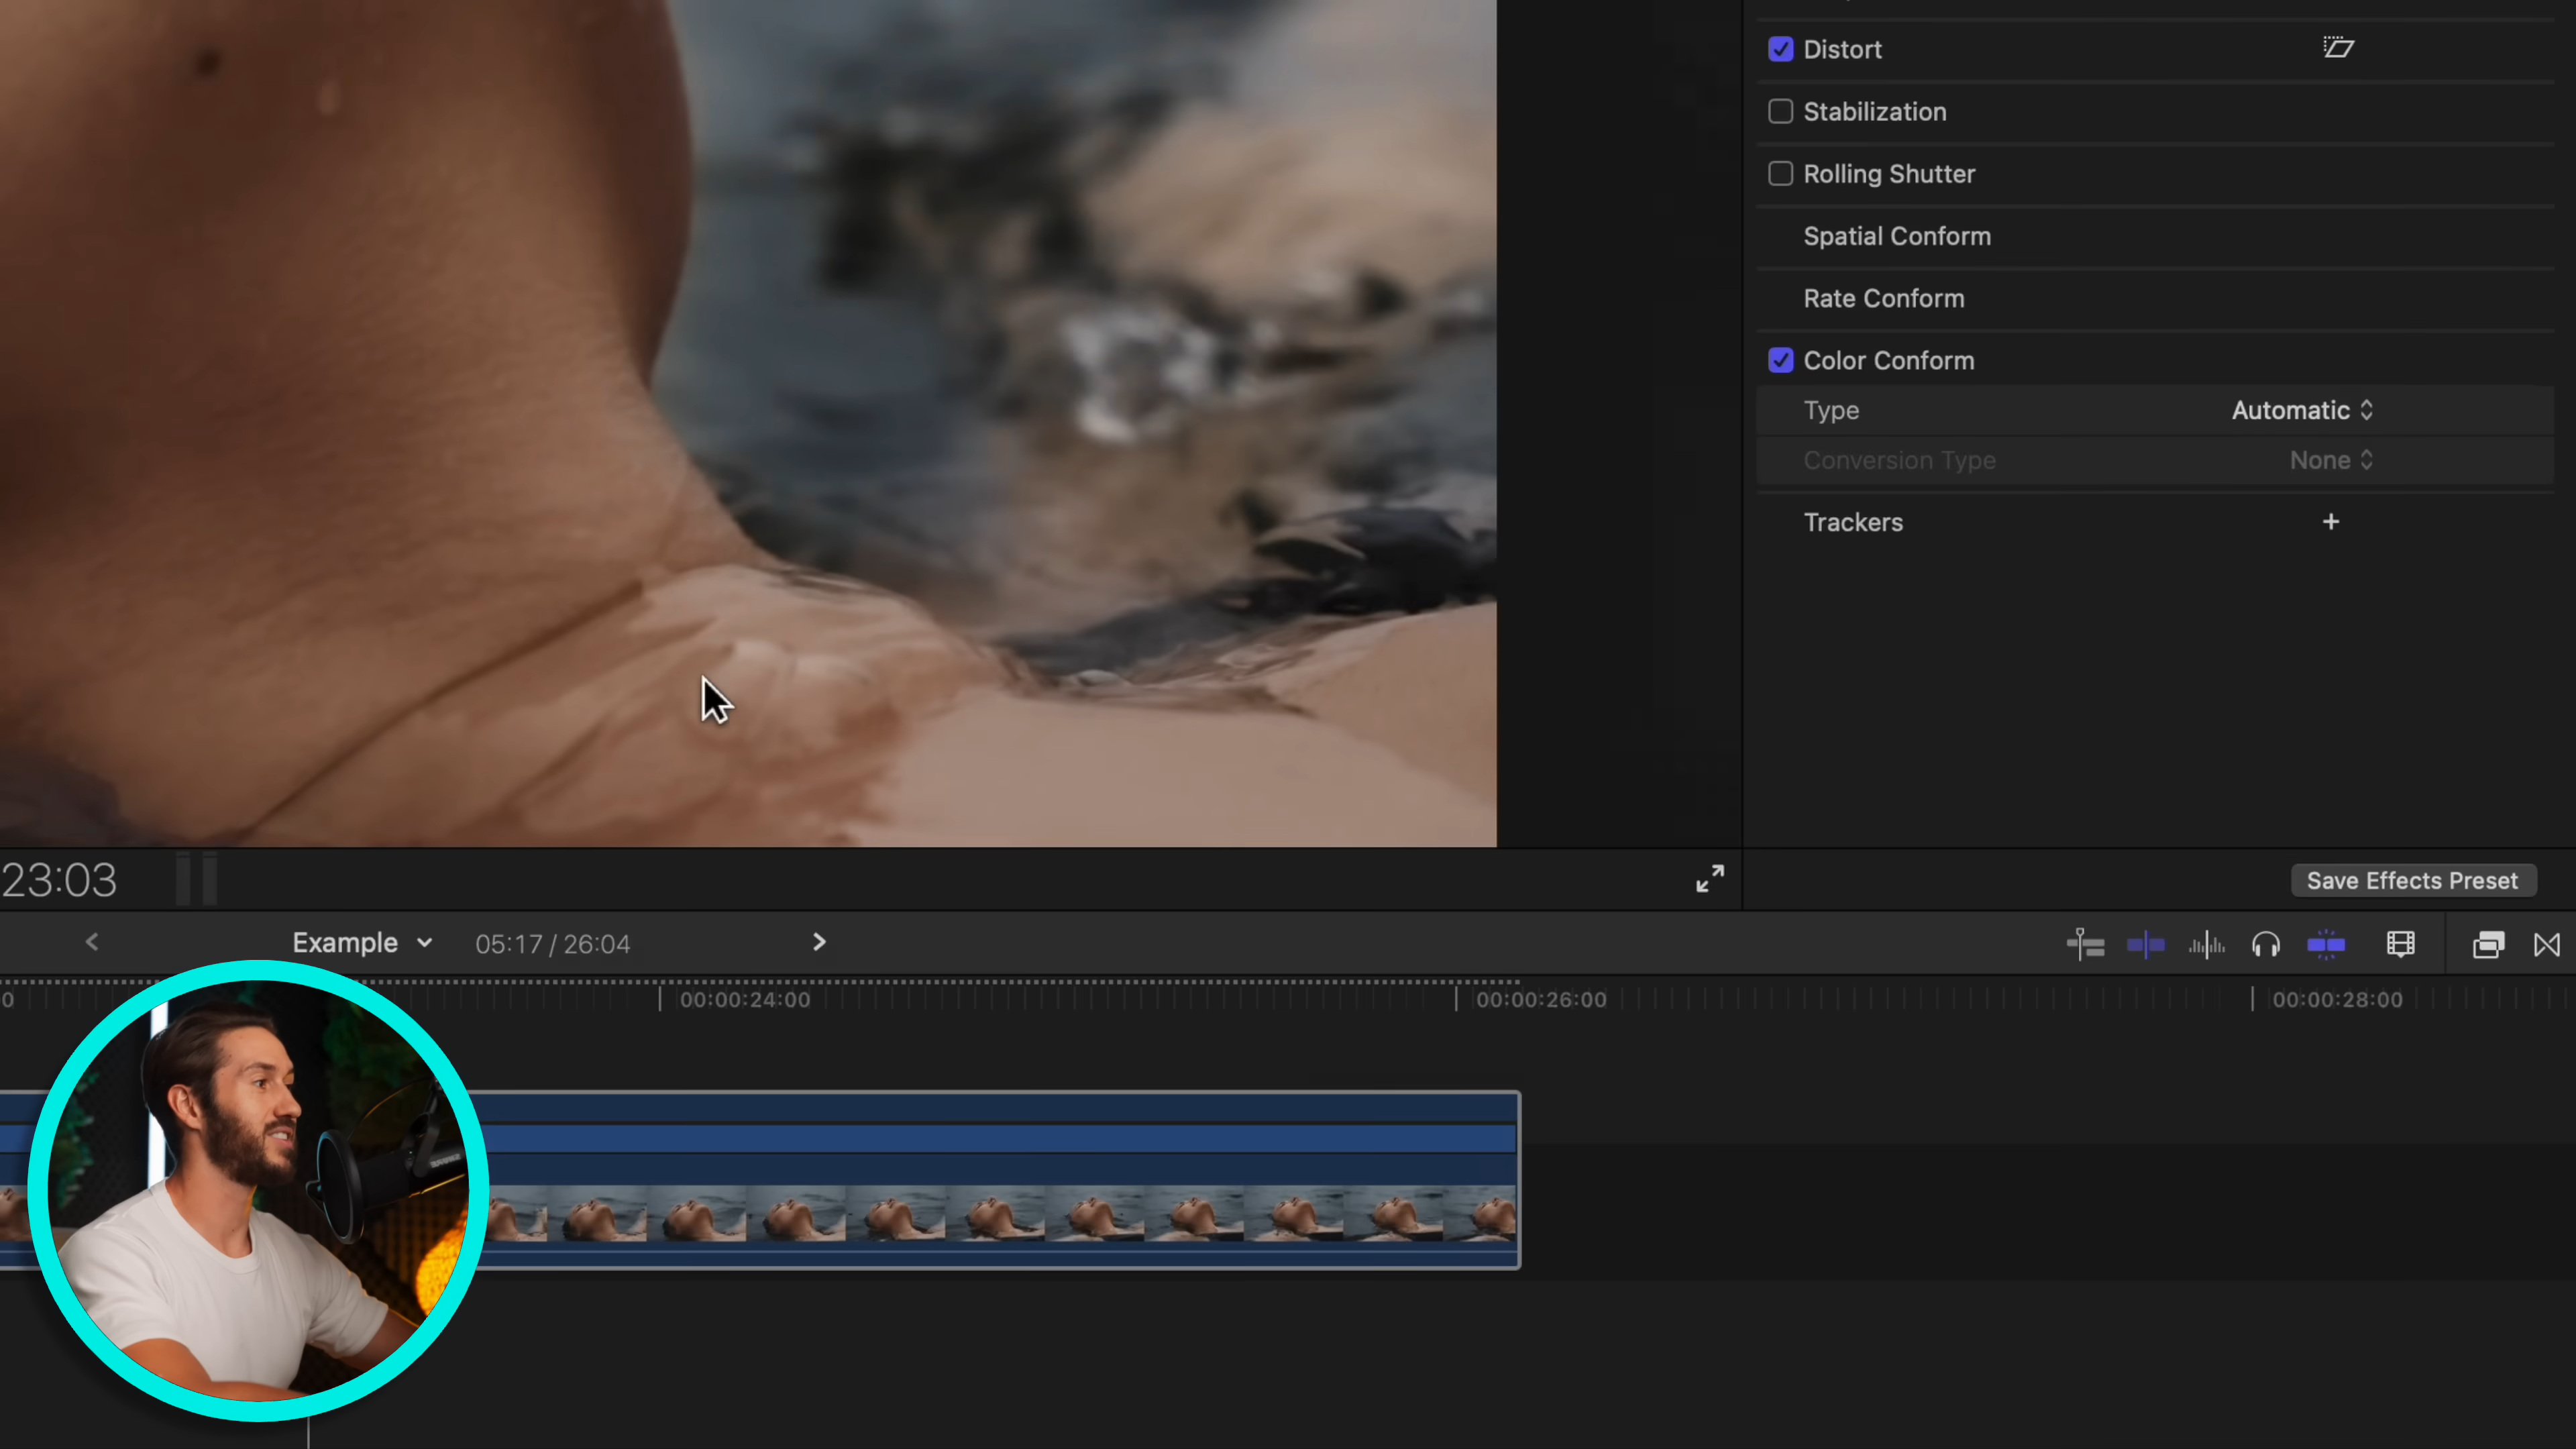 Distort
Stabilization
Rolling Shutter
Spatial Conform
Rate Conform
Color Conform
Type Automatic
Conversion Type None
Trackers +
23:03
Save Effects Preset
Example 05:17 / 26:04
0 00:00:24:00 00:00:26:00 00:00:28:00